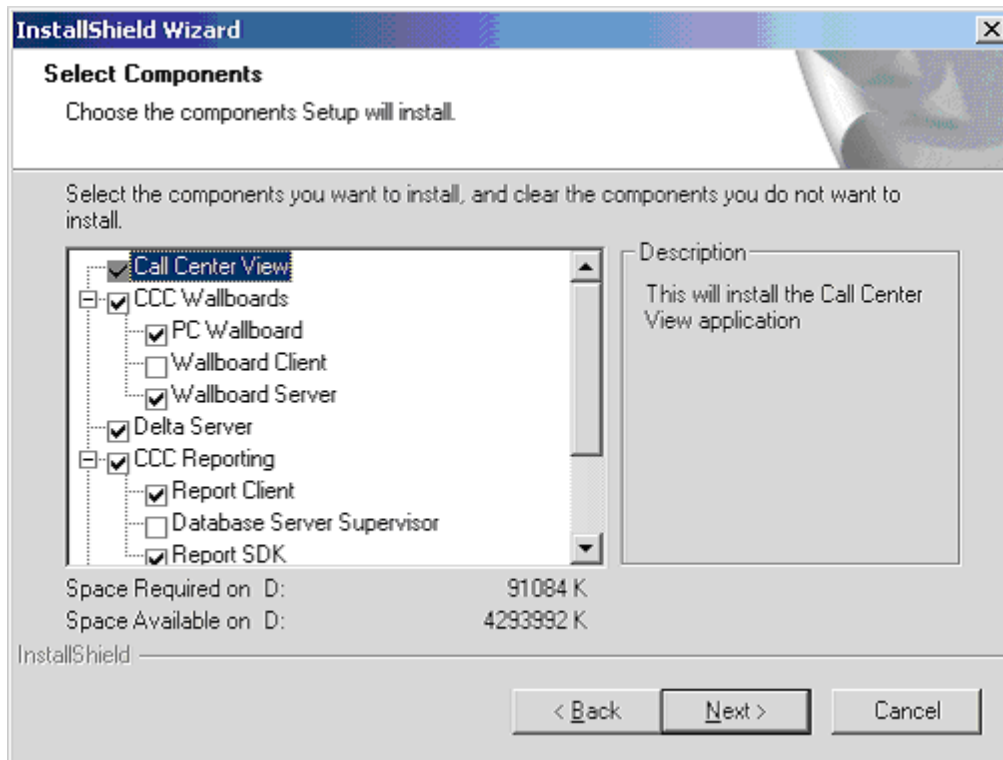 InstallShield Wizard
Select Components
Choose the components Setup will install.
Select the components you want to install, and clear the components you do not want to
install.
Call Center View
CCC Wallboards
PC Wallboard
Wallboard Client
Wallboard Server
Delta Server
CCC Reporting
Report Client
Database Server Supervisor
Report SDK
Description
This will install the Call Center
View application
Space Required on D: 91084 K
Space Available on D: 4293992 K
InstallShield
< Back Next > Cancel